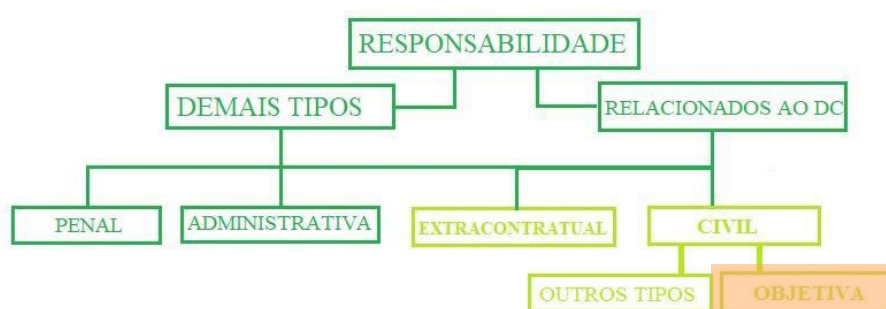 RESPONSABILIDADE
DEMAIS TIPOS
RELACIONADOS AO DC
PENAL
ADMINISTRATIVA
EXTRACONTRATUAL
CIVIL
OUTROS TIPOS
OBJETIVA